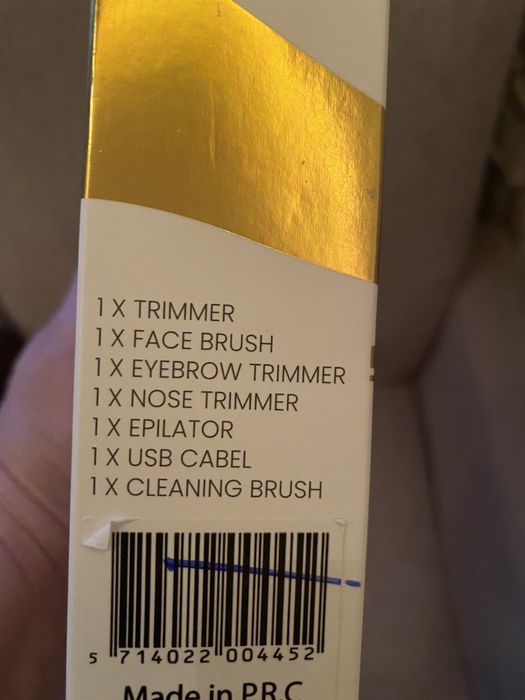 1 X TRIMMER
1 X FACE BRUSH
1 X EYEBROW TRIMMER
1 X NOSE TRIMMER
1 X EPILATOR
1 X USB CABEL
1 X CLEANING BRUSH
5 714022 004452
Made in P.R.C